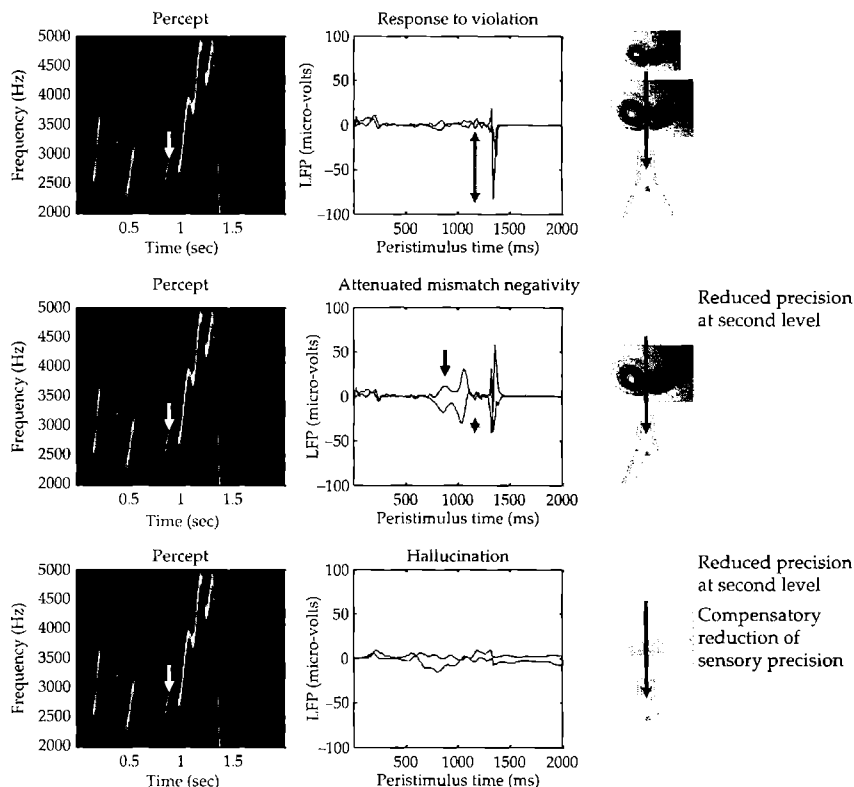 Percept
Response to violation
Frequency (Hz)
5000
4500
4000
3500
3000
2500
2000
0.5
1
1.5
2
Time (sec)
LFP (micro-volts)
100
50
0
−50
−100
500
1000
1500
2000
Peristimulus time (ms)
Percept
Attenuated mismatch negativity
Reduced precision
at second level
Frequency (Hz)
5000
4500
4000
3500
3000
2500
2000
0.5
1
1.5
2
Time (sec)
LFP (micro-volts)
100
50
0
−50
−100
500
1000
1500
2000
Peristimulus time (ms)
Percept
Hallucination
Reduced precision
at second level
Compensatory
reduction of
sensory precision
Frequency (Hz)
5000
4500
4000
3500
3000
2500
2000
0.5
1
1.5
2
Time (sec)
LFP (micro-volts)
100
50
0
−50
−100
500
1000
1500
2000
Peristimulus time (ms)